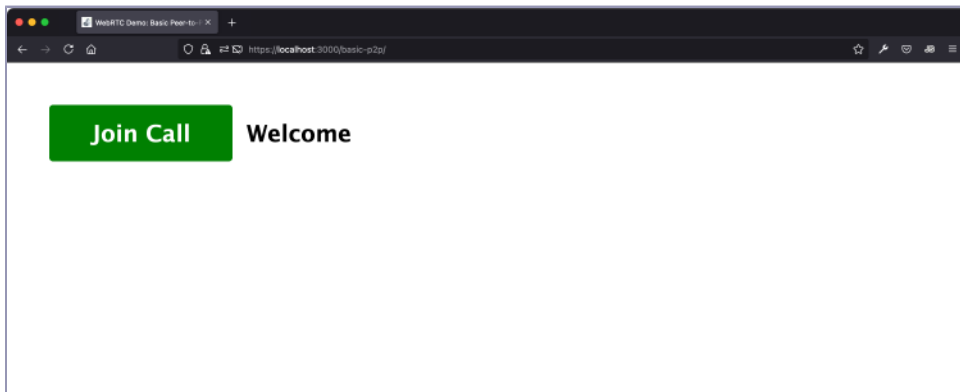 WebRTC Demo: Basic Peer-to-
https://localhost:3000/basic-p2p/
Join Call Welcome